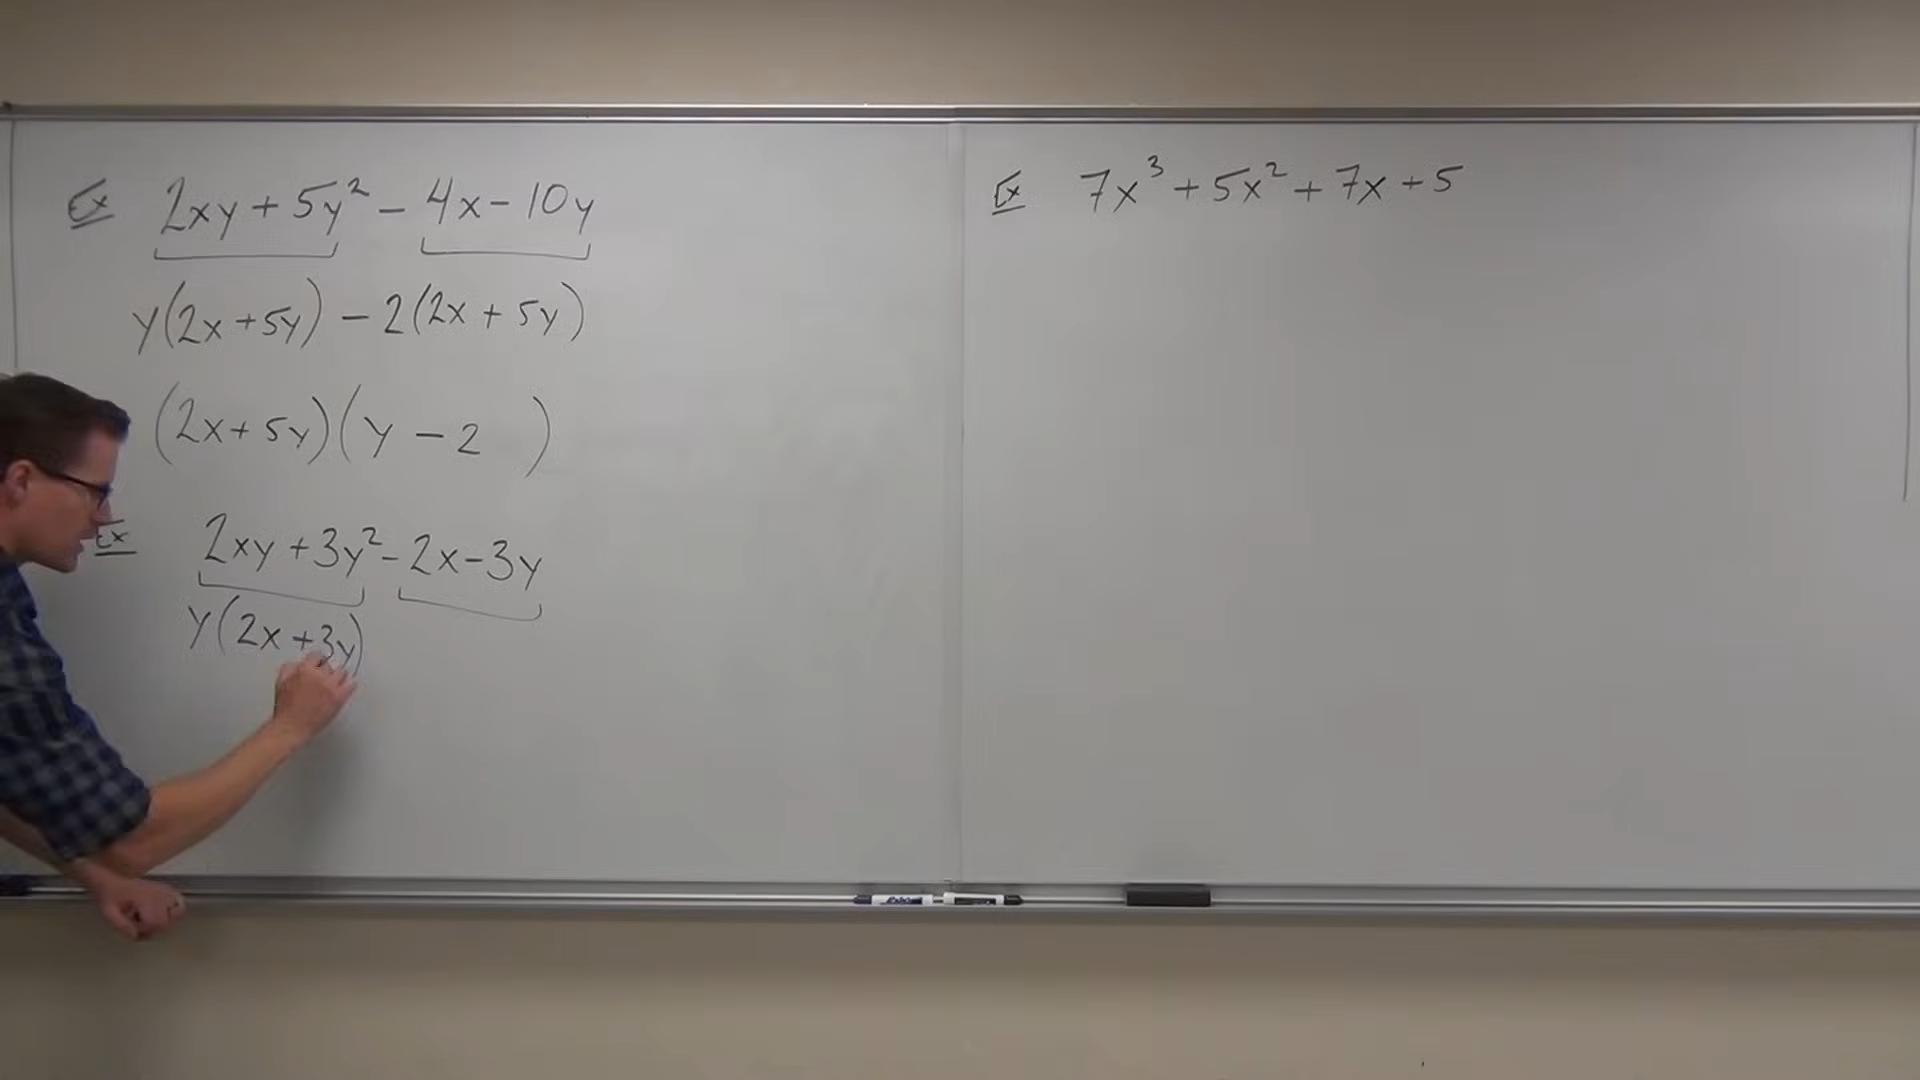 Ex 2xy + 5y² - 4x - 10y
y(2x + 5y) - 2(2x + 5y)
(2x + 5y)(y - 2 )
Ex 2xy + 3y² - 2x - 3y
y(2x + 3y)
Ex 7x³ + 5x² + 7x + 5